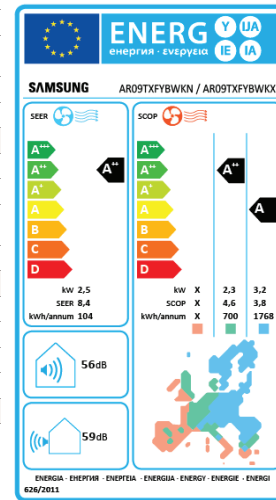 ENERG Y IJA
енергия · ενεργεια IE IA
SAMSUNG AR09TXFYBWKN / AR09TXFYBWKX
SEER SCOP
A+++ A+++
A++ A++ A++ A++
A+ A+
A A A
B B
C C
D D
kW 2,5 kW X 2,3 3,2
SEER 8,4 SCOP X 4,6 3,8
kWh/annum 104 kWh/annum X 700 1768
56dB
59dB
ENERGIA · ЕНЕРГИЯ · ΕΝΕΡΓΕΙΑ · ENERGIJA · ENERGY · ENERGIE · ENERGI
626/2011